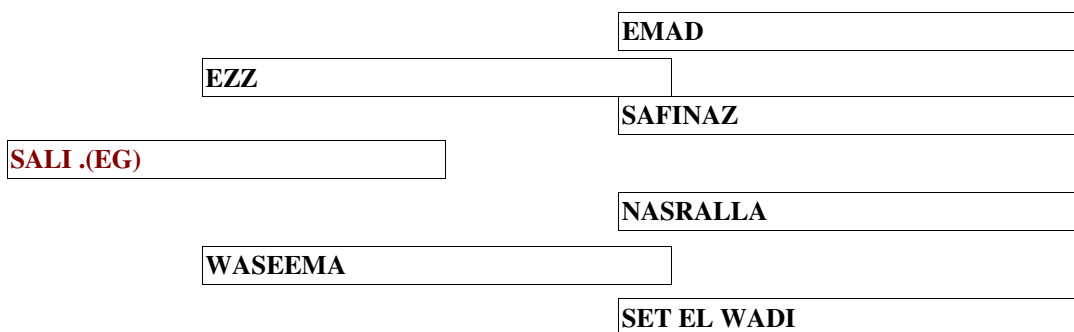 EMAD
EZZ
SAFINAZ
SALI .(EG)
NASRALLA
WASEEMA
SET EL WADI